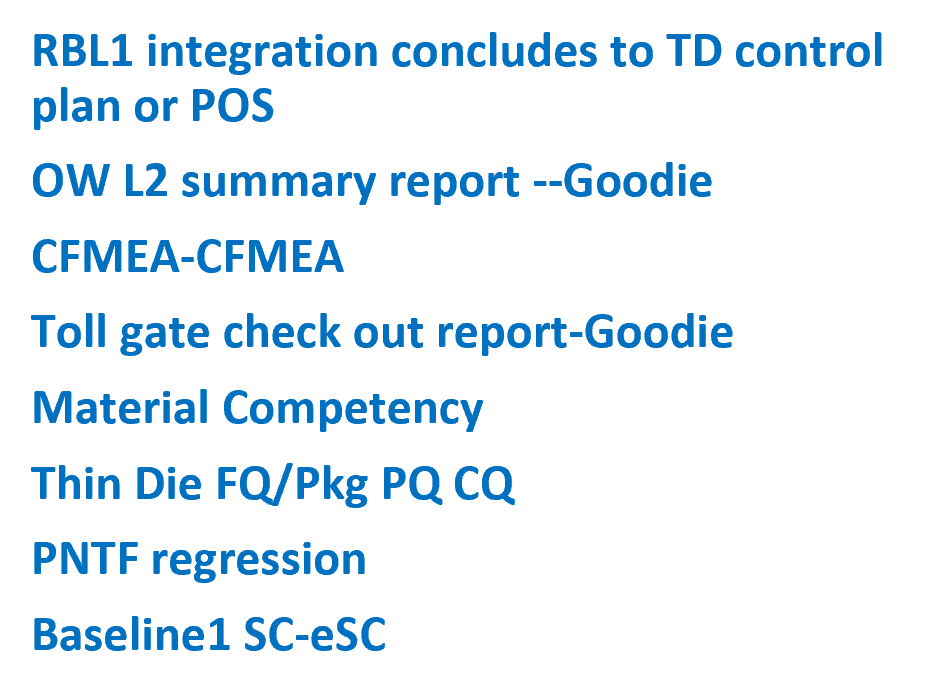 RBL1 integration concludes to TD control
plan or POS
OW L2 summary report --Goodie
CFMEA-CFMEA
Toll gate check out report-Goodie
Material Competency
Thin Die FQ/Pkg PQ CQ
PNTF regression
Baseline1 SC-eSC